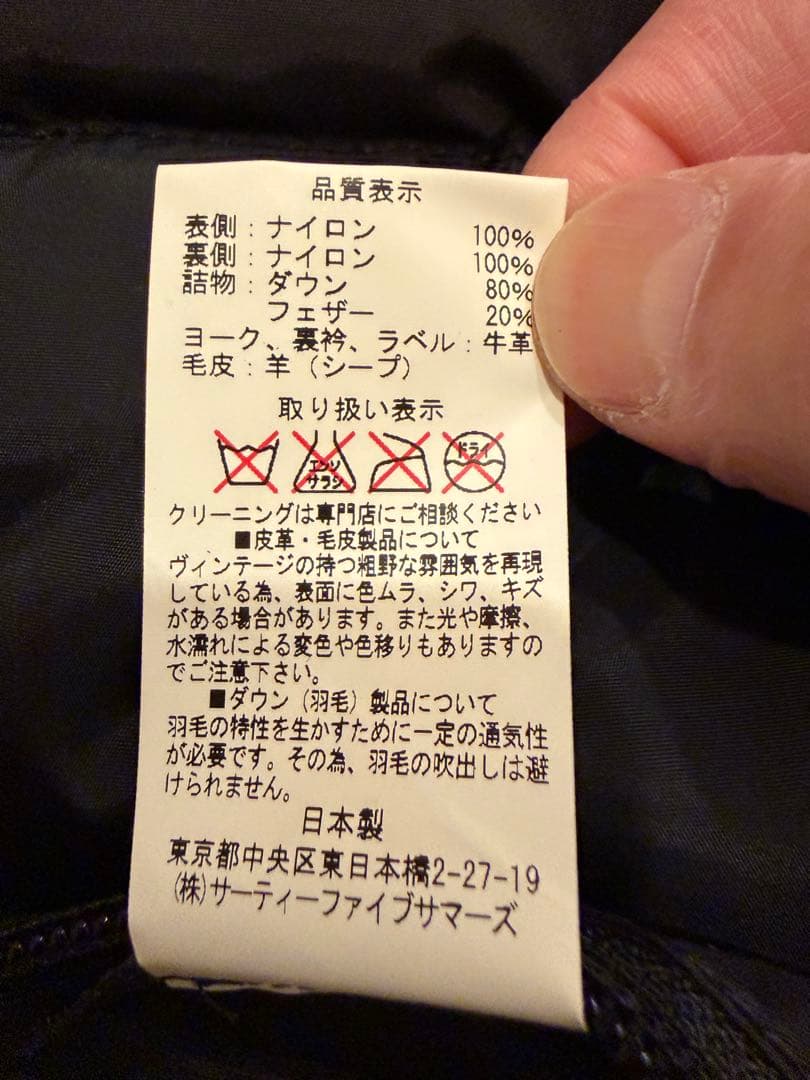 品質表示
表側：ナイロン 100%
裏側：ナイロン 100%
詰物：ダウン 80%
フェザー 20%
ヨーク、裏衿、ラベル：牛革
毛皮：羊（シープ）
取り扱い表示
エンソ
サラシ
ドライ
クリーニングは専門店にご相談ください
■皮革・毛皮製品について
ヴィンテージの持つ粗野な雰囲気を再現
している為、表面に色ムラ、シワ、キズ
がある場合があります。また光や摩擦、
水濡れによる変色や色移りもありますの
でご注意下さい。
■ダウン（羽毛）製品について
羽毛の特性を生かすために一定の通気性
が必要です。その為、羽毛の吹出しは避
けられません。
日本製
東京都中央区東日本橋2-27-19
(株)サーティーファイブサマーズ